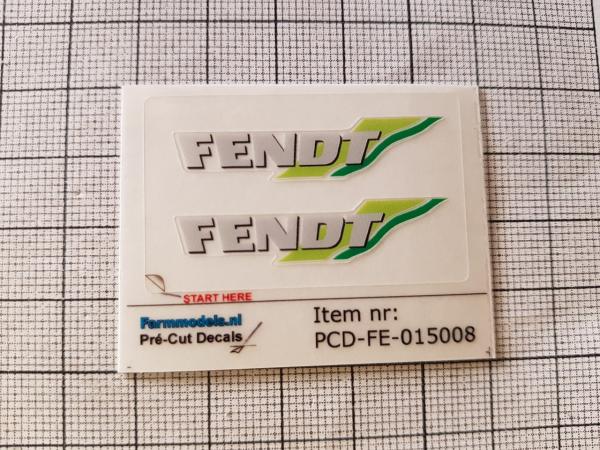 FENDT
FENDT
START HERE
Farmmodels.nl
Pré-Cut Decals
Item nr:
PCD-FE-015008